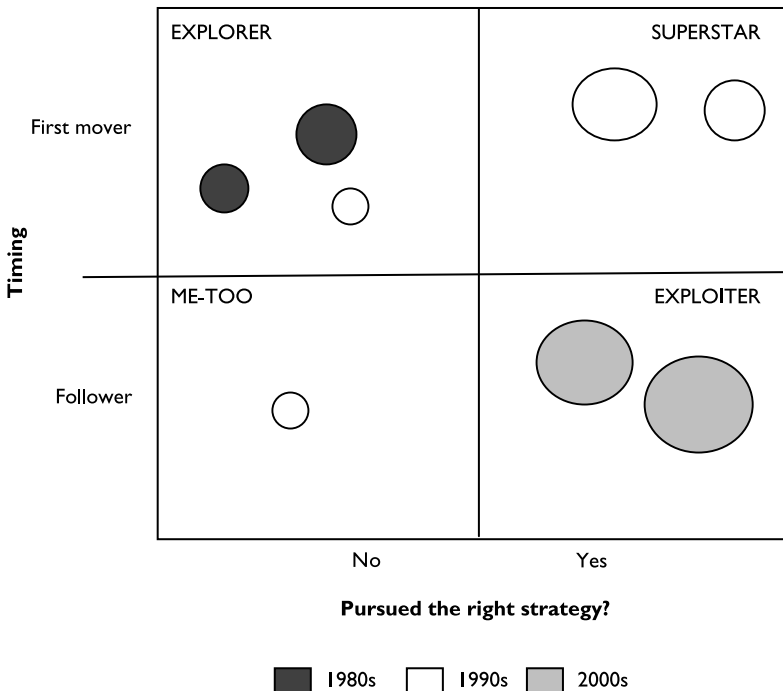 EXPLORER
SUPERSTAR
First mover
Timing
ME-TOO
EXPLOITER
Follower
No
Yes
Pursued the right strategy?
1980s
1990s
2000s